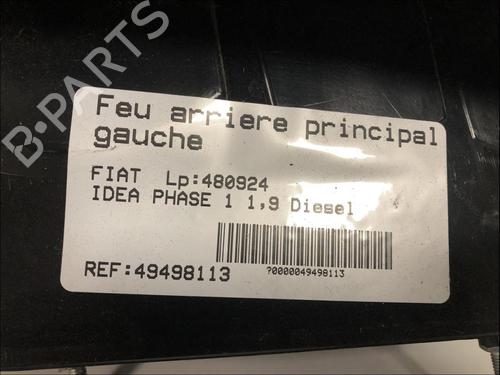 B-PARTS
Feu arriere principal
gauche
FIAT Lp:480924
IDEA PHASE 1 1,9 Diesel
?0000049498113
REF:49498113